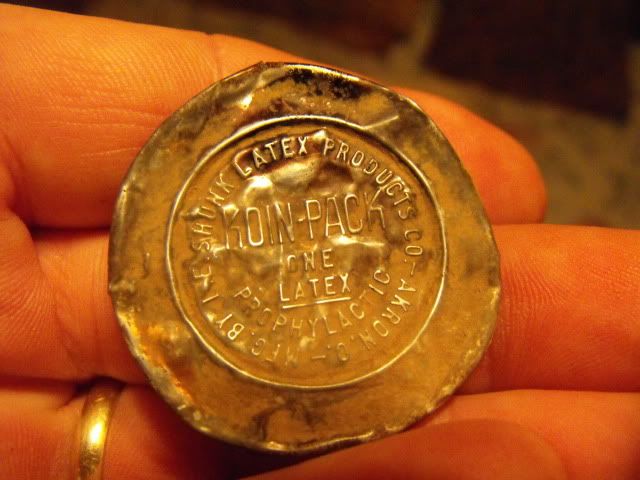 KOIN-PACK
ONE
LATEX
PROPHYLACTIC
MFG. BY I. E. SHUNK LATEX PRODUCTS CO.- AKRON, O.-